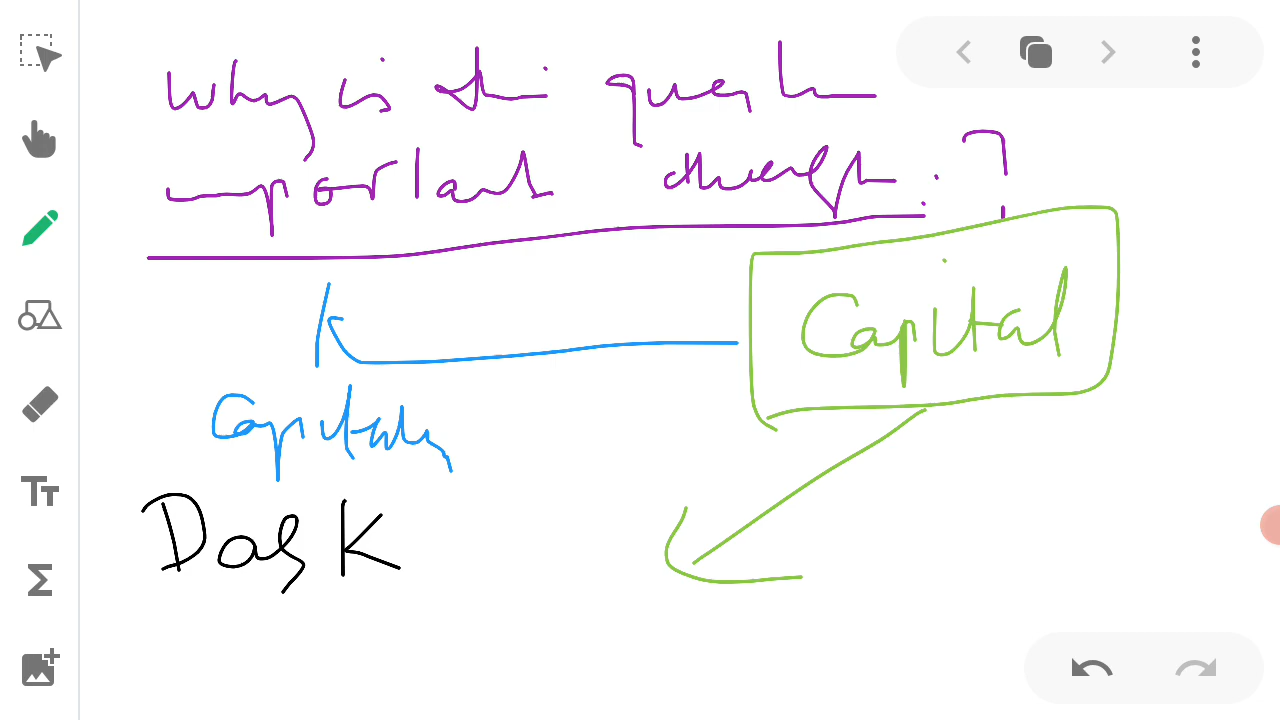 Why is this question
important though?
Capital
Capital
Das K